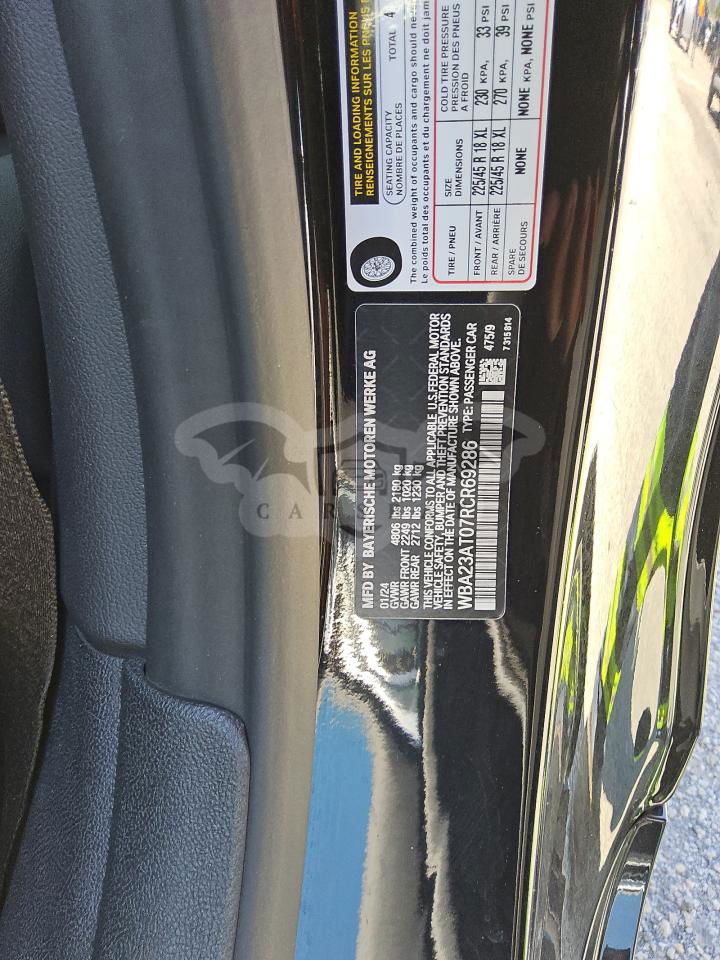 TIRE AND LOADING INFORMATION
RENSEIGNEMENTS SUR LES PNEUS
SEATING CAPACITY
NOMBRE DE PLACES
TOTAL 4
The combined weight of occupants and cargo should
Le poids total des occupants et du chargement ne doit jam
TIRE / PNEU
SIZE
DIMENSIONS
COLD TIRE PRESSURE
PRESSION DES PNEUS
A FROID
FRONT / AVANT 225/45 R 18 XL 230 KPA, 33 PSI
REAR / ARRIÈRE 225/45 R 18 XL 270 KPA, 39 PSI
SPARE
DE SECOURS
NONE NONE KPA, NONE PSI
MFD BY BAYERISCHE MOTOREN WERKE AG
01/24
GVWR 4806 lbs 2180 kg
GAWR FRONT 2249 lbs 1020 kg
GAWR REAR 2712 lbs 1230 kg
THIS VEHICLE CONFORMS TO ALL APPLICABLE U.S.FEDERAL MOTOR
VEHICLE SAFETY, BUMPER,AND THEFT PREVENTION STANDARDS
IN EFFECT ON THE DATE OF MANUFACTURE SHOWN ABOVE.
WBA23AT07RCR69286 TYPE: PASSENGER CAR
475/9
7 315 814